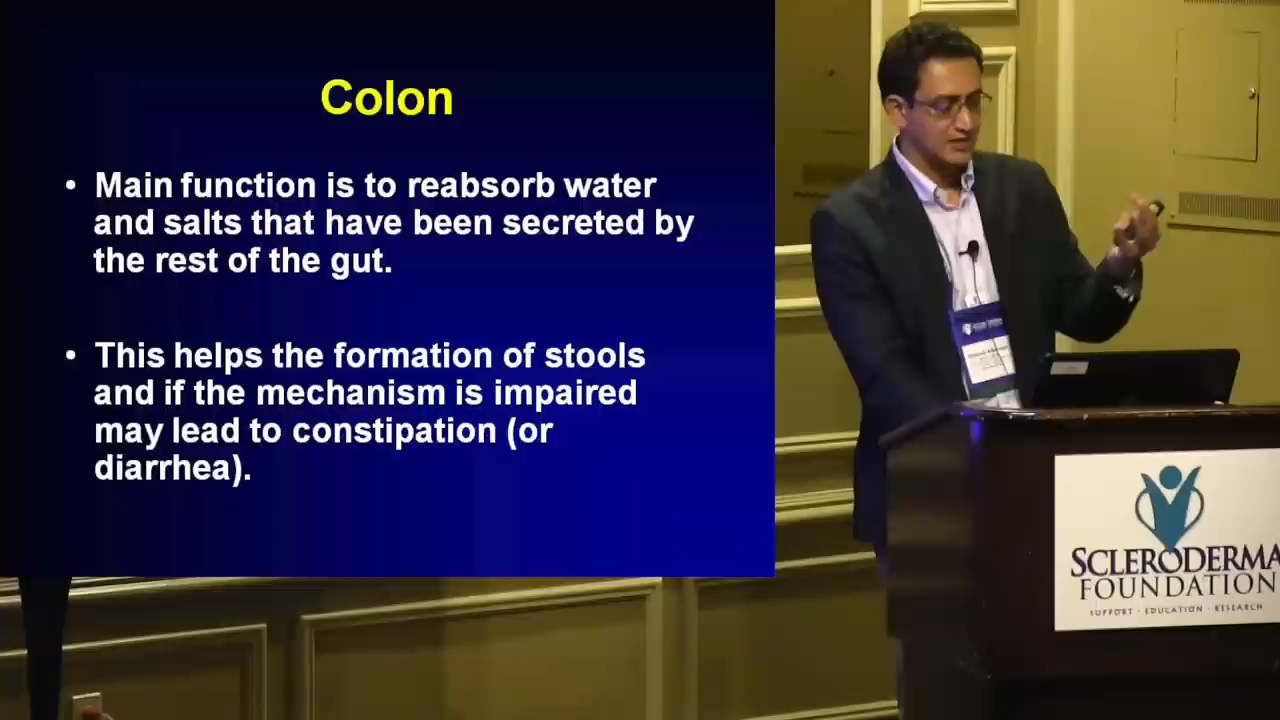 Colon
• Main function is to reabsorb water
and salts that have been secreted by
the rest of the gut.
• This helps the formation of stools
and if the mechanism is impaired
may lead to constipation (or
diarrhea).
SCLERODERMA
FOUNDATION
SUPPORT · EDUCATION · RESEARCH